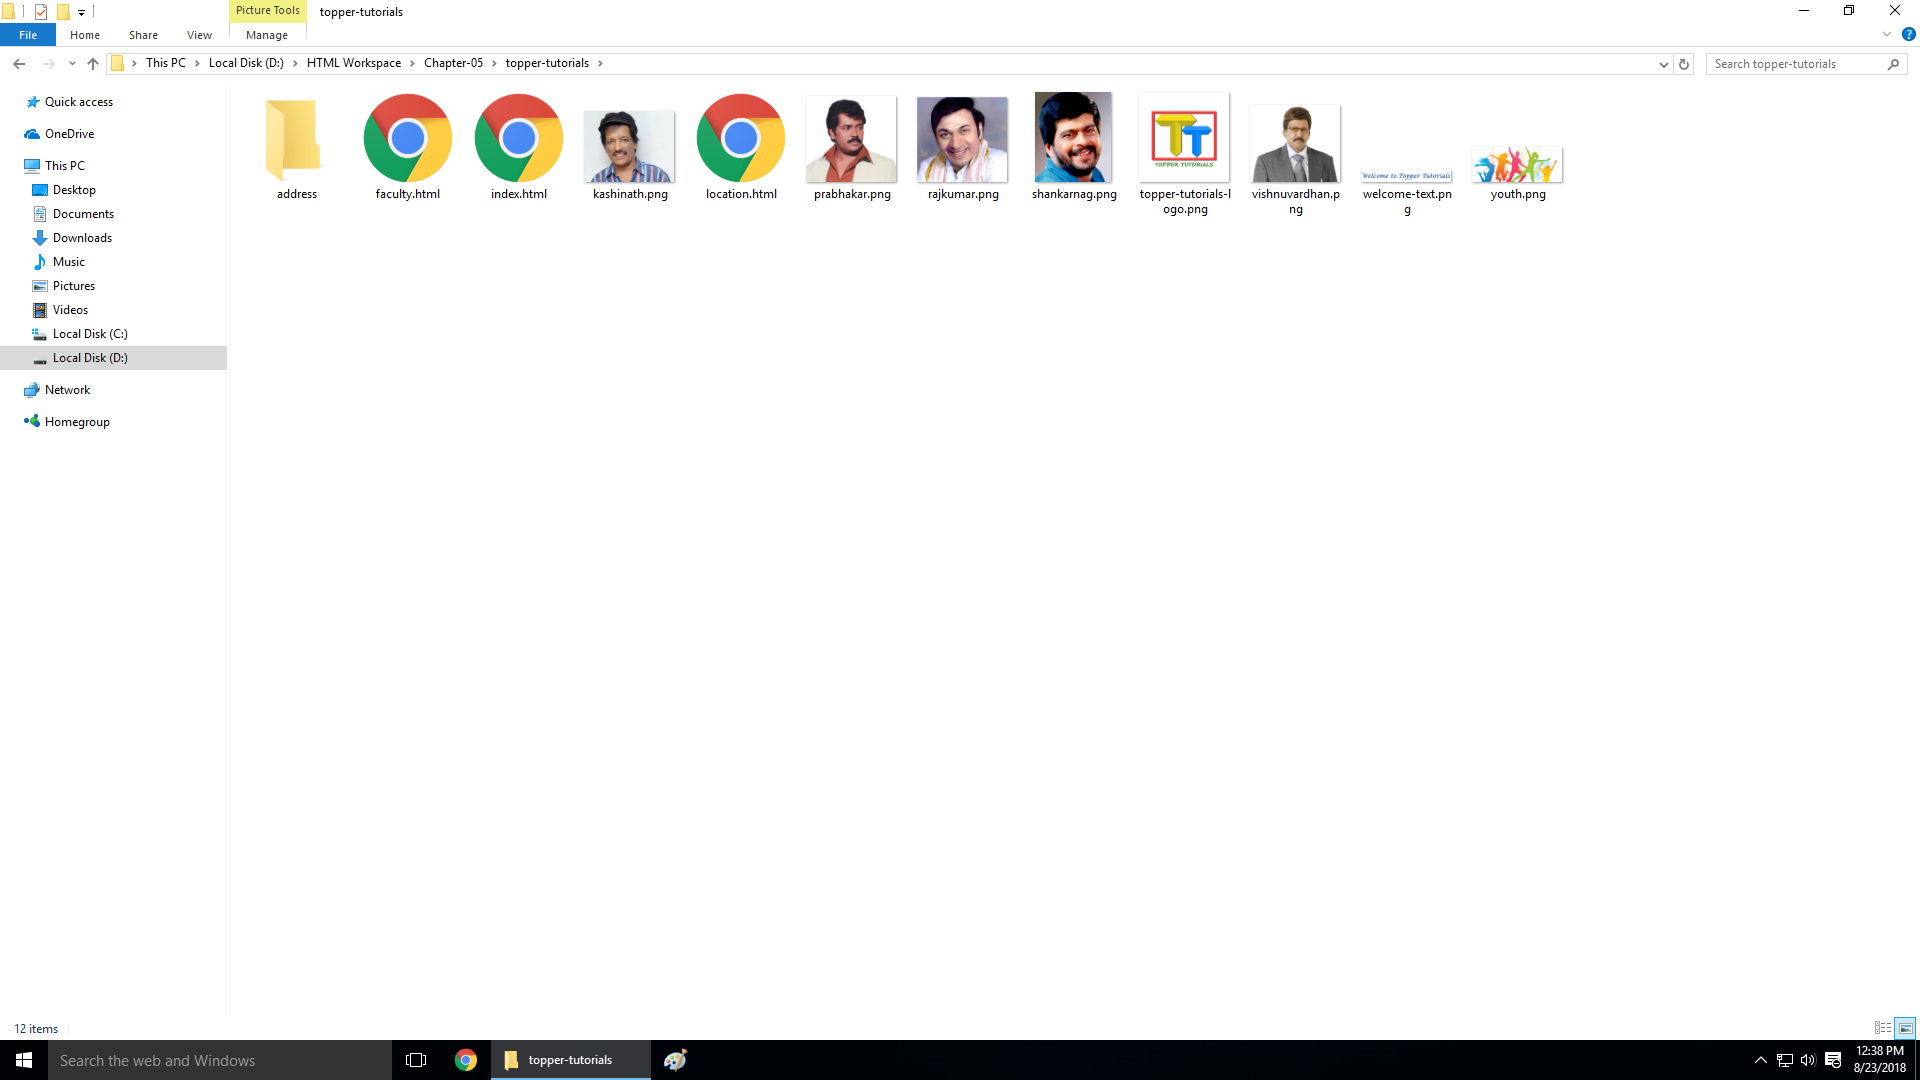 Picture Tools
topper-tutorials
File
Home
Share
View
Manage
This PC
Local Disk (D:)
HTML Workspace
Chapter-05
topper-tutorials
Search topper-tutorials
Quick access
OneDrive
This PC
Desktop
Documents
Downloads
Music
Pictures
Videos
Local Disk (C:)
Local Disk (D:)
Network
Homegroup
address
faculty.html
index.html
kashinath.png
location.html
prabhakar.png
rajkumar.png
shankarnag.png
TT
TOPPER TUTORIALS
topper-tutorials-l
ogo.png
vishnuvardhan.p
ng
Welcome to Topper Tutorials
welcome-text.pn
g
youth.png
12 items
Search the web and Windows
topper-tutorials
12:38 PM
8/23/2018